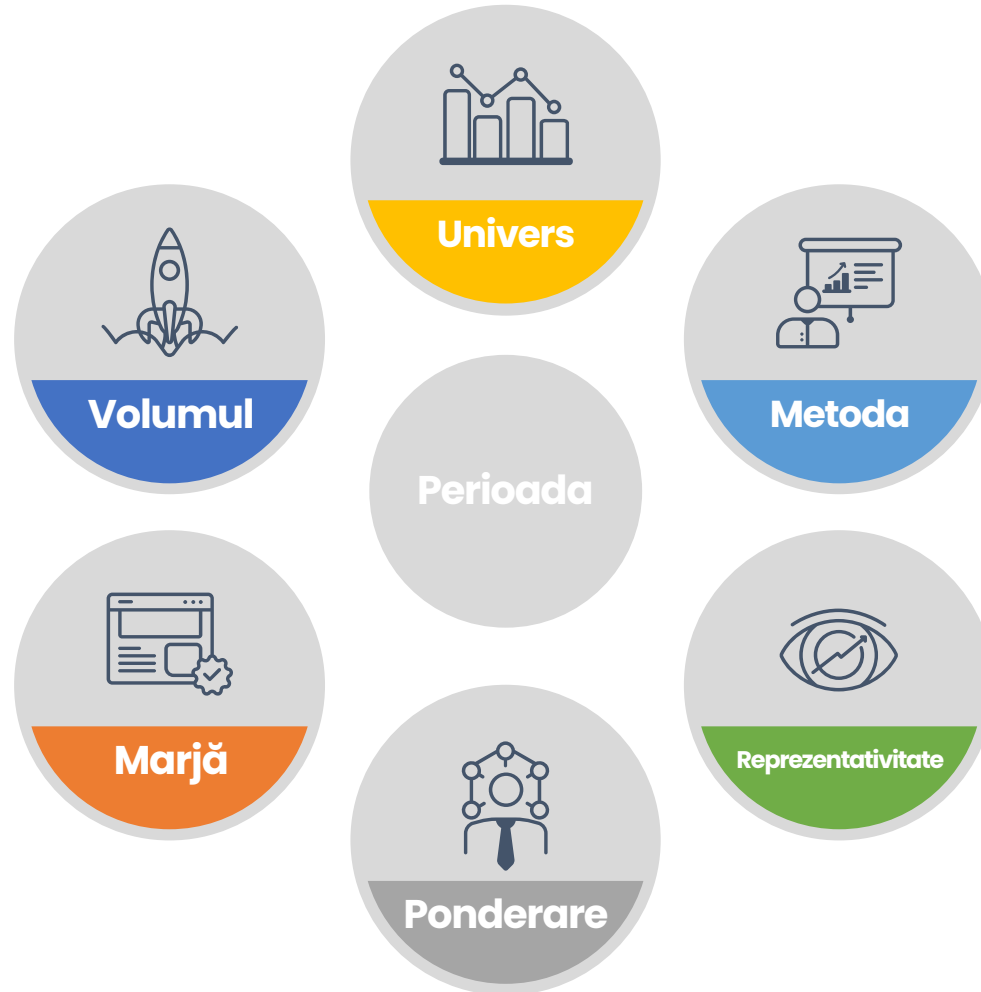 Univers
Volumul
Metoda
Perioada
Marjă
Reprezentativitate
Ponderare